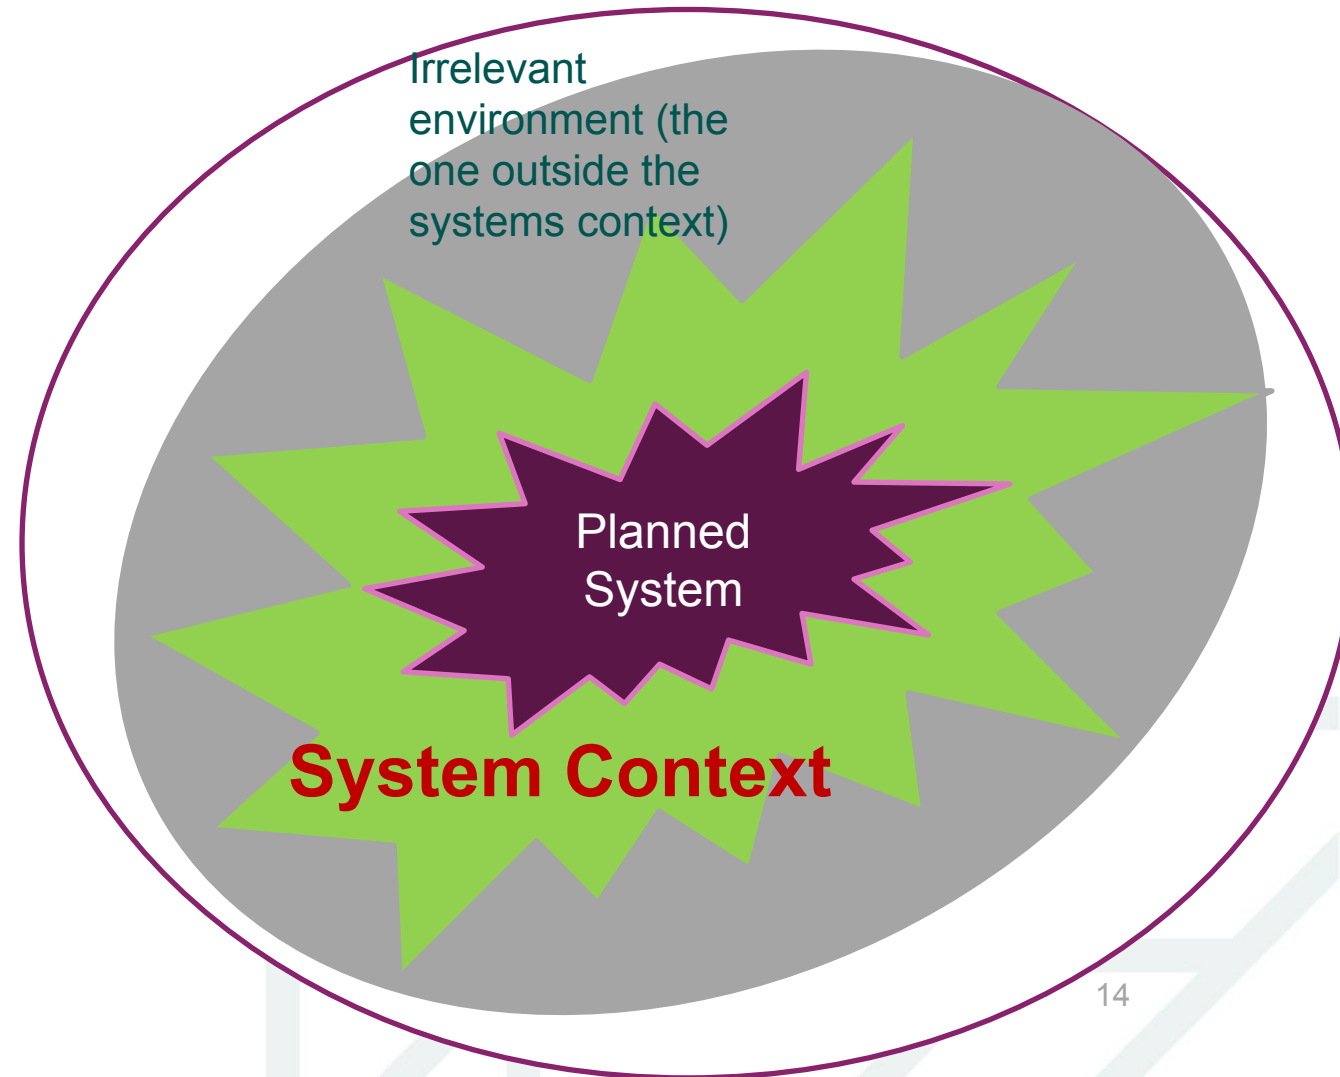 Irrelevant
environment (the
one outside the
systems context)
Planned
System
System Context
14